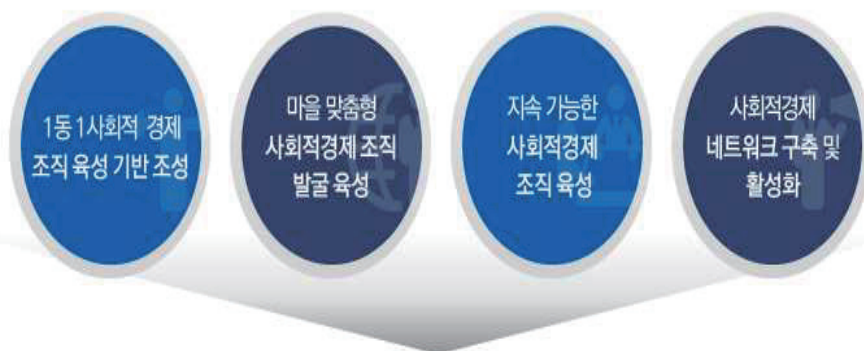 1동 1사회적 경제
조직 육성 기반 조성
마을 맞춤형
사회적경제 조직
발굴 육성
지속 가능한
사회적경제
조직 육성
사회적경제
네트워크 구축 및
활성화